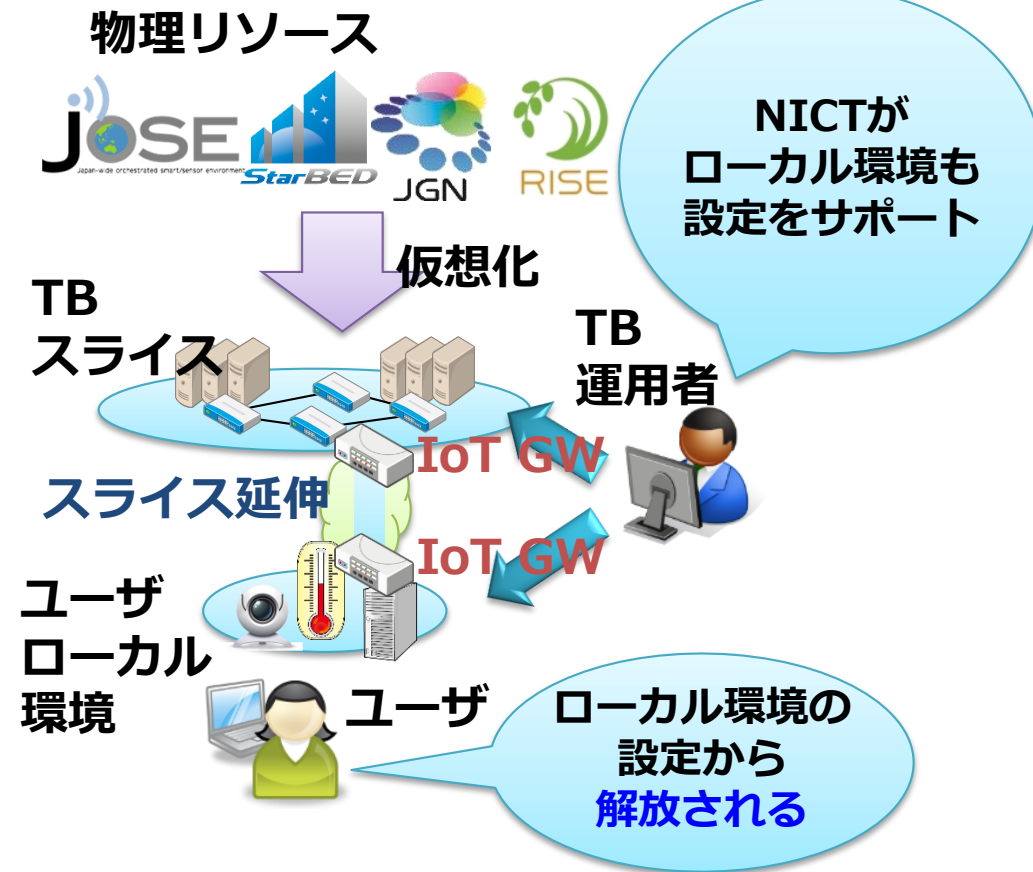 物理リソース
JOSE
Japan-wide orchestrated smart/sensor environment
StarBED
JGN
RISE
NICTが
ローカル環境も
設定をサポート
仮想化
TB
スライス
TB
運用者
IoT GW
スライス延伸
IoT GW
ユーザ
ローカル
環境
ユーザ
ローカル環境の
設定から
解放される